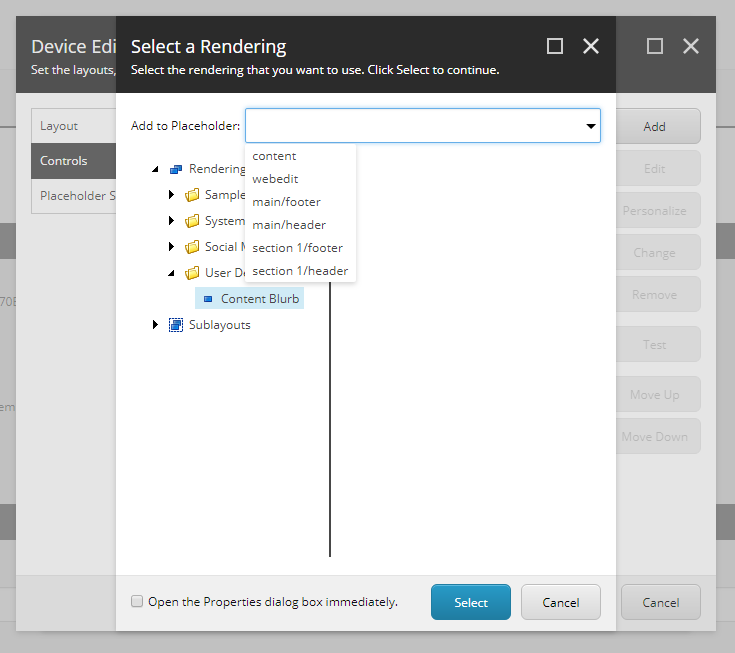 Device Edi
Set the layouts,
Select a Rendering
Select the rendering that you want to use. Click Select to continue.
Layout
Controls
Placeholder S
Add to Placeholder:
content
webedit
main/footer
main/header
section 1/footer
section 1/header
Rendering
Sample
System
Social M
User De
Content Blurb
Sublayouts
Add
Edit
Personalize
Change
Remove
Test
Move Up
Move Down
70E
em
Open the Properties dialog box immediately.
Select
Cancel
Cancel